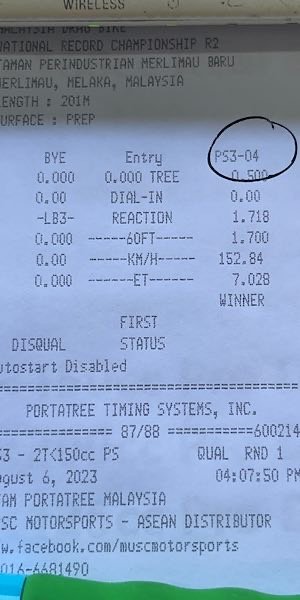 WIRELESS
MALAYSIA DRAG BIKE
NATIONAL RECORD CHAMPIONSHIP R2
TAMAN PERINDUSTRIAN MERLIMAU BARU
MERLIMAU, MELAKA, MALAYSIA
LENGTH : 201M
SURFACE : PREP
BYE Entry PS3-04
0.000 0.000 TREE 0.500
0.00 DIAL-IN 0.00
-LB3- REACTION 1.718
0.000 -----60FT------ 1.700
0.00 -----KM/H------ 152.84
0.000 ------ET------- 7.028
WINNER
FIRST
DISQUAL STATUS
utostart Disabled
PORTATREE TIMING SYSTEMS, INC.
================ 87/88 ===========600214
S3 - 2T<150cc PS QUAL RND 1
ugust 6, 2023 04:07:50 PM
AM PORTATREE MALAYSIA
SC MOTORSPORTS - ASEAN DISTRIBUTOR
w.facebook.com/muscmotorsports
016-6681490